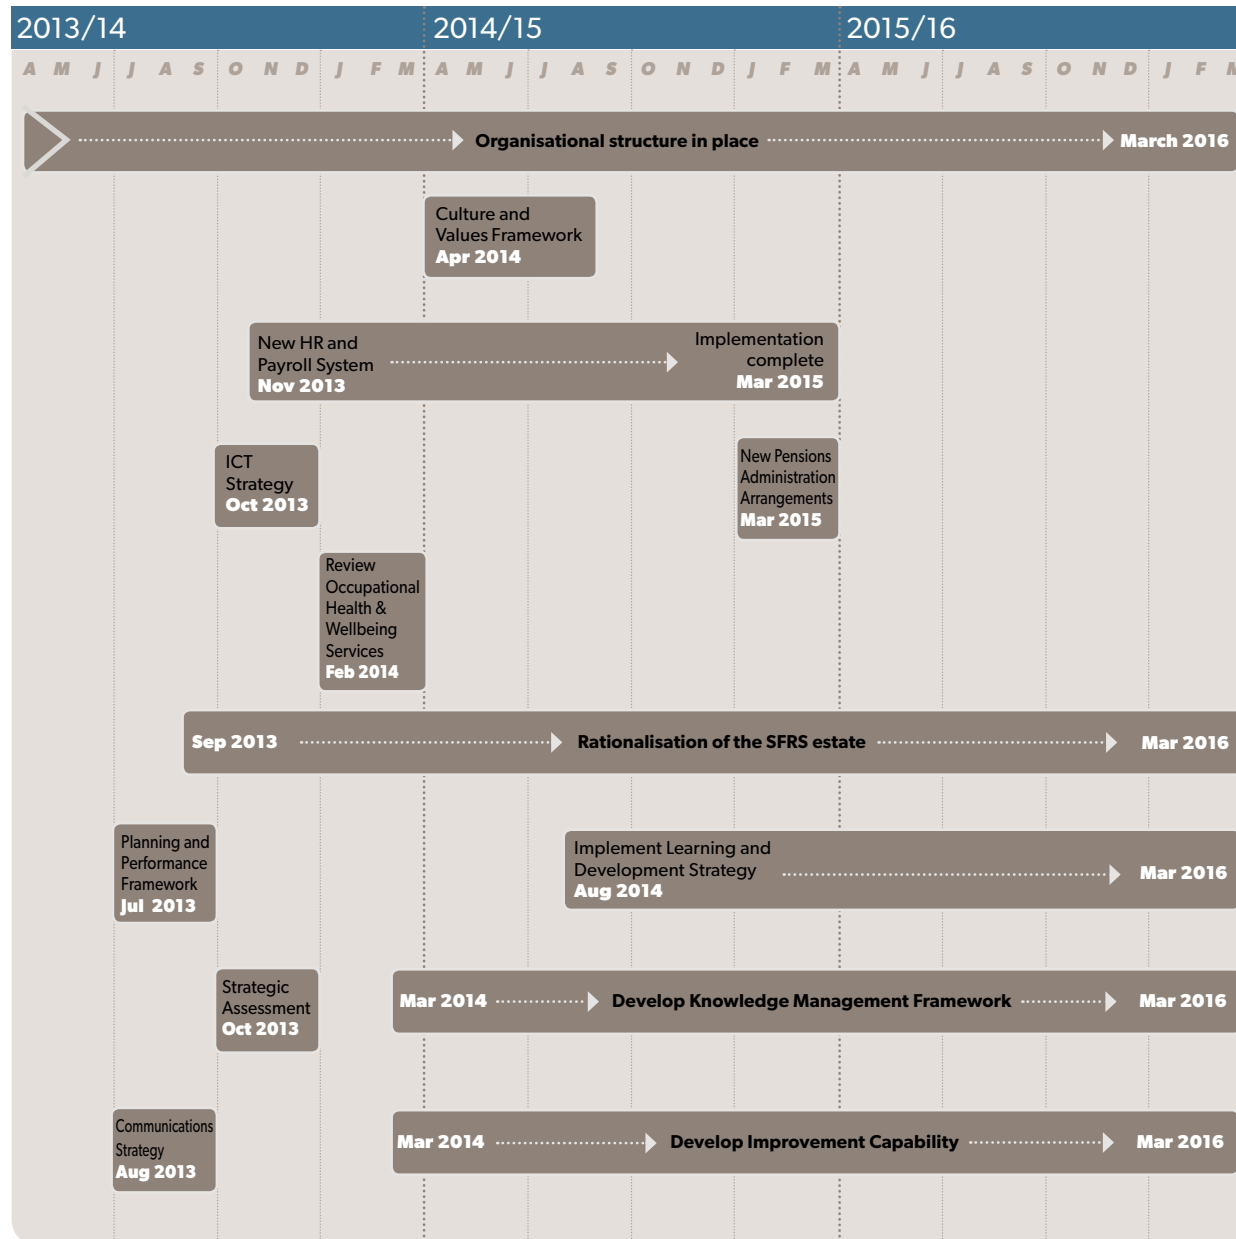 2013/14 2014/15 2015/16
A M J J A S O N D J F M A M J J A S O N D J F M A M J J A S O N D J F M
Organisational structure in place March 2016
Culture and
Values Framework
Apr 2014
New HR and
Payroll System
Nov 2013
Implementation
complete
Mar 2015
ICT
Strategy
Oct 2013
New Pensions
Administration
Arrangements
Mar 2015
Review
Occupational
Health &
Wellbeing
Services
Feb 2014
Sep 2013 Rationalisation of the SFRS estate Mar 2016
Planning and
Performance
Framework
Jul 2013
Implement Learning and
Development Strategy
Aug 2014
Mar 2016
Strategic
Assessment
Oct 2013
Mar 2014 Develop Knowledge Management Framework Mar 2016
Communications
Strategy
Aug 2013
Mar 2014 Develop Improvement Capability Mar 2016